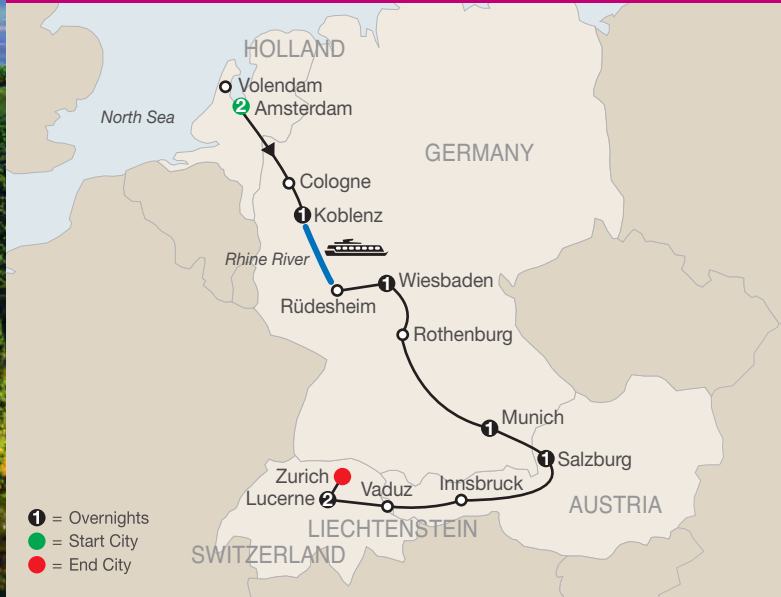 HOLLAND
Volendam
2 Amsterdam
North Sea
GERMANY
Cologne
1 Koblenz
Rhine River
1 Wiesbaden
Rüdesheim
Rothenburg
1 Munich
1 Salzburg
Zurich
Lucerne 2
Vaduz
Innsbruck
AUSTRIA
LIECHTENSTEIN
SWITZERLAND
1 = Overnights
= Start City
= End City